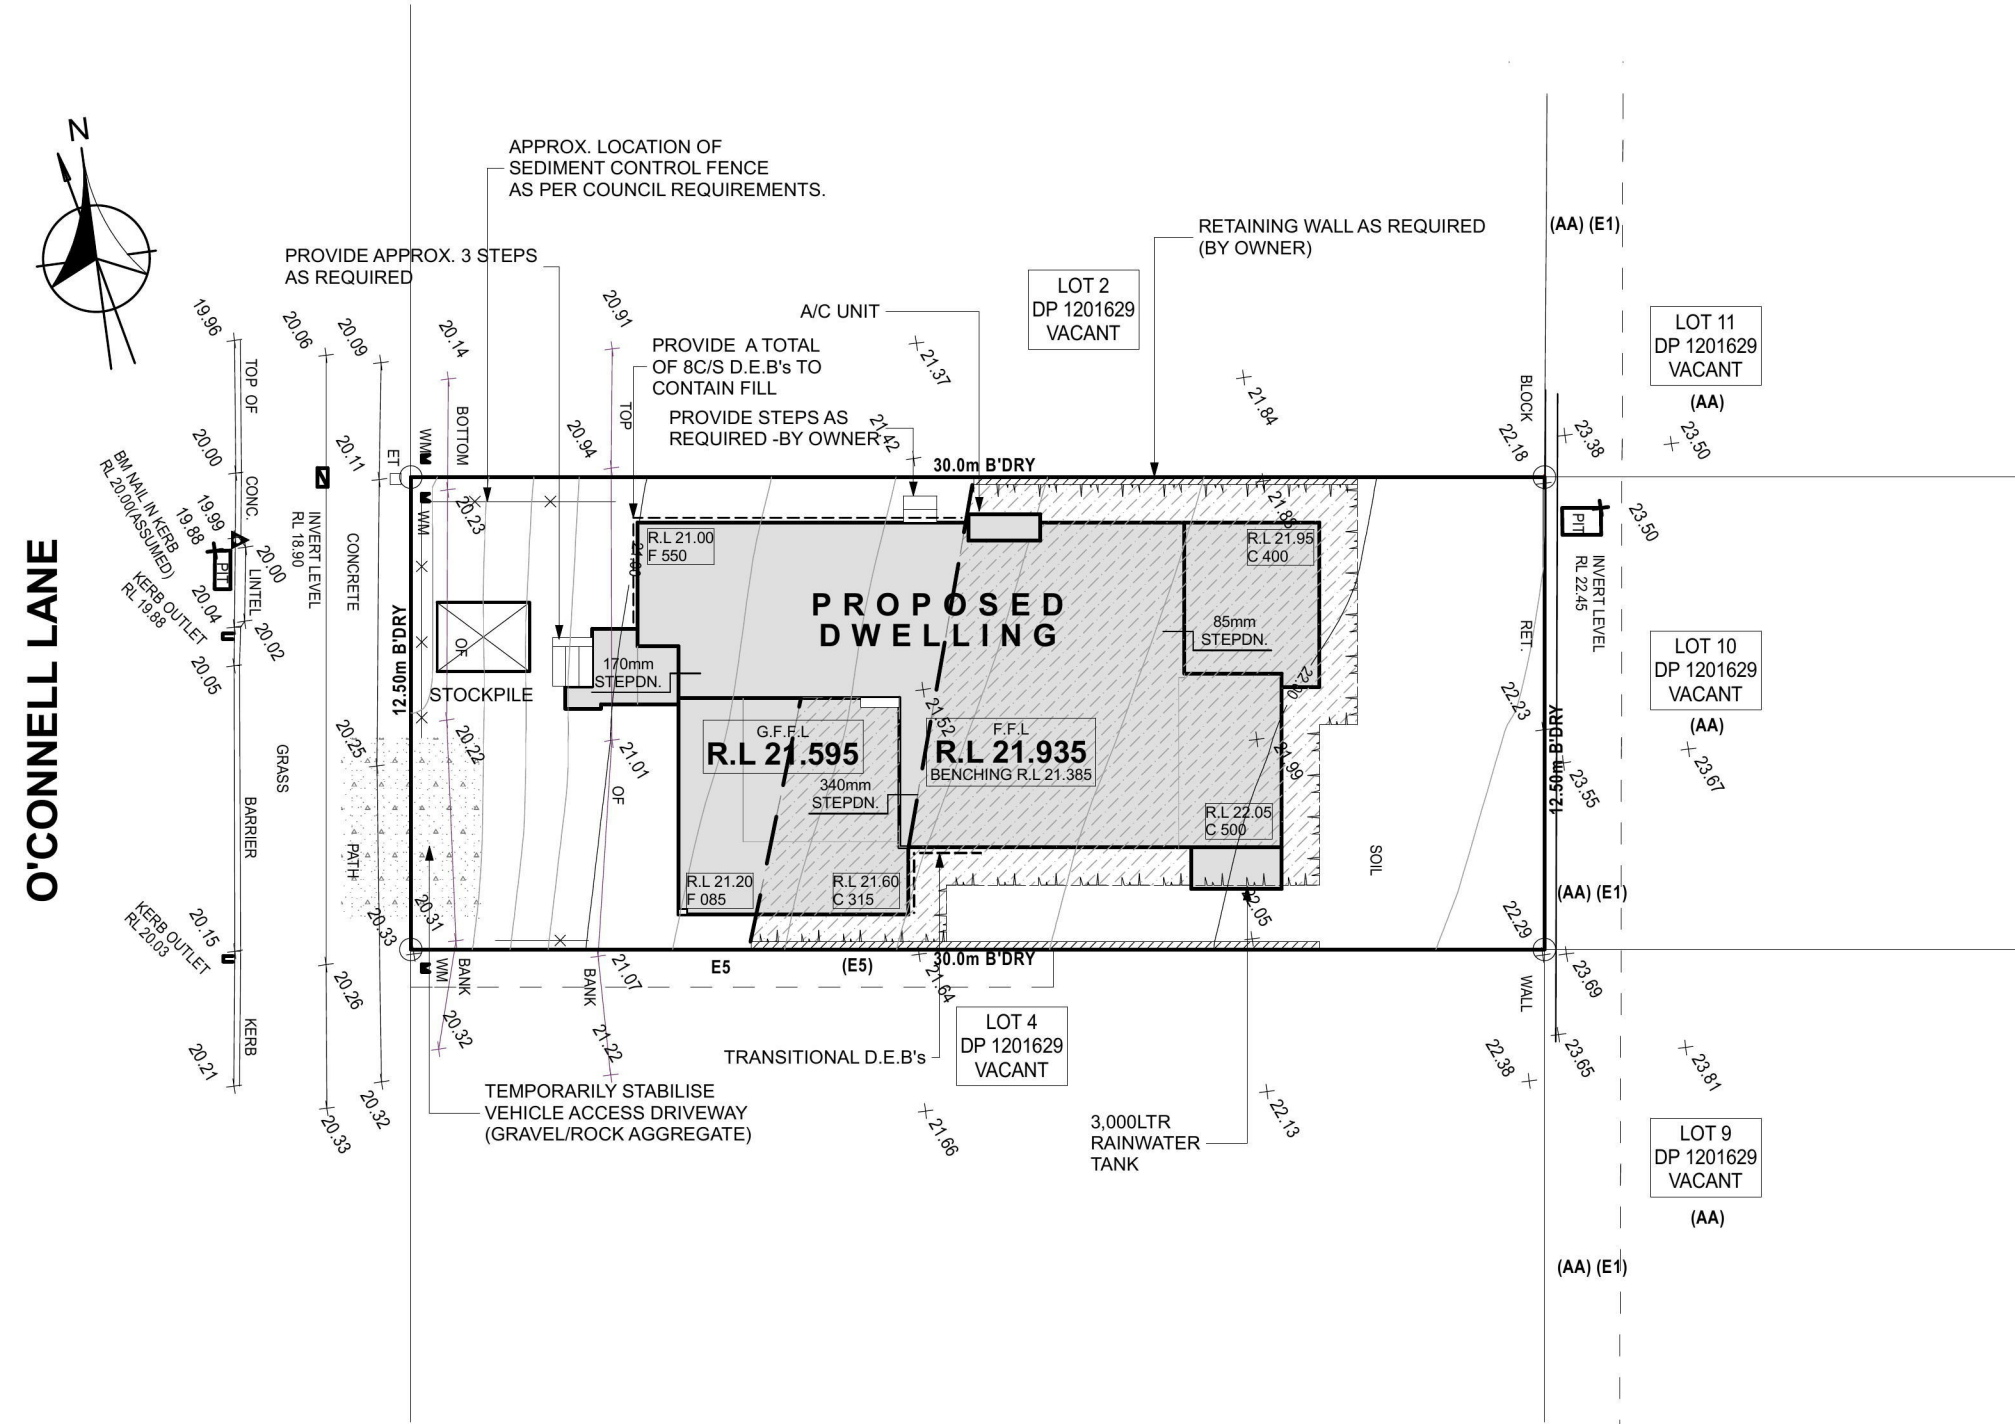 N
APPROX. LOCATION OF
SEDIMENT CONTROL FENCE
AS PER COUNCIL REQUIREMENTS.
RETAINING WALL AS REQUIRED
(BY OWNER)
(AA) (E1)
PROVIDE APPROX. 3 STEPS
AS REQUIRED
LOT 2
DP 1201629
VACANT
A/C UNIT
LOT 11
DP 1201629
VACANT
(AA)
PROVIDE A TOTAL
OF 8C/S D.E.B's TO
CONTAIN FILL
PROVIDE STEPS AS
REQUIRED -BY OWNER
19.96
20.06
20.09
20.14
20.91
21.37
21.84
TOP OF
BOTTOM
TOP
BLOCK
20.00
20.11
ET
WM
20.94
21.42
22.18
23.38
23.50
30.0m B'DRY
BM NAIL IN KERB
RL 20.00(ASSUMED)
19.99
19.88
CONC.
INVERT LEVEL
RL 18.90
WM
20.23
21.88
PIT
23.50
O'CONNELL LANE
PIT
20.00
LINTEL
CONCRETE
R.L 21.00
F 550
21.00
R.L 21.95
C 400
INVERT LEVEL
RL 22.45
KERB OUTLET
RL 19.88
20.04
20.02
20.05
12.50m B'DRY
OF
STOCKPILE
PROPOSED
DWELLING
170mm
STEPDN.
85mm
STEPDN.
22.00
RET.
LOT 10
DP 1201629
VACANT
(AA)
20.25
GRASS
20.22
21.01
OF
G.F.F.L
R.L 21.595
340mm
STEPDN.
21.52
F.F.L
R.L 21.935
BENCHING R.L 21.385
21.99
22.23
12.50m B'DRY
23.55
23.67
BARRIER
PATH
R.L 22.05
C 500
SOIL
R.L 21.20
F 085
R.L 21.60
C 315
(AA) (E1)
KERB OUTLET
RL 20.03
20.15
20.33
20.31
22.05
22.29
WM
BANK
BANK
21.07
E5
(E5)
30.0m B'DRY
21.64
WALL
23.69
20.26
KERB
20.21
20.32
21.22
TRANSITIONAL D.E.B's
LOT 4
DP 1201629
VACANT
22.38
23.65
23.81
TEMPORARILY STABILISE
VEHICLE ACCESS DRIVEWAY
(GRAVEL/ROCK AGGREGATE)
20.33
20.32
21.66
3,000LTR
RAINWATER
TANK
22.13
LOT 9
DP 1201629
VACANT
(AA)
(AA) (E1)